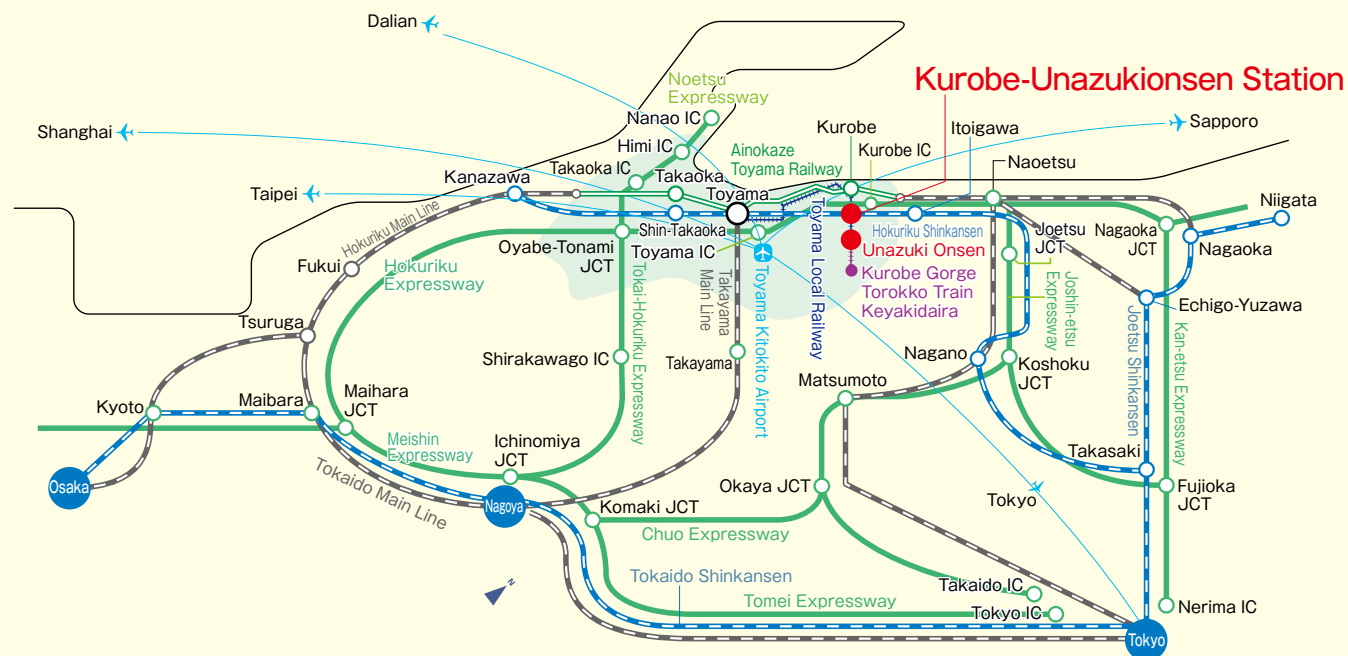 Dalian
Noetsu
Expressway
Kurobe-Unazukionsen Station
Shanghai
Nanao IC
Kurobe
Itoigawa
Sapporo
Himi IC
Ainokaze
Toyama Railway
Kurobe IC
Takaoka IC
Naoetsu
Kanazawa
Takaoka
Taipei
Toyama
Niigata
Hokuriku Main Line
Shin-Takaoka
Hokuriku Shinkansen
Nagaoka
JCT
Joetsu
JCT
Nagaoka
Oyabe-Tonami
JCT
Toyama IC
Unazuki Onsen
Fukui
Hokuriku
Expressway
Tokai-Hokuriku Expressway
Takayama
Main Line
Toyama Kitokito Airport
Toyama Local Railway
Kurobe Gorge
Torokko Train
Keyakidaira
Joshin-etsu
Expressway
Echigo-Yuzawa
Tsuruga
Joetsu Shinkansen
Kan-etsu Expressway
Shirakawago IC
Takayama
Nagano
Koshoku
JCT
Matsumoto
Kyoto
Maibara
Maihara
JCT
Meishin
Expressway
Ichinomiya
JCT
Takasaki
Tokaido Main Line
Osaka
Nagoya
Okaya JCT
Tokyo
Fujioka
JCT
Komaki JCT
Chuo Expressway
Tokaido Shinkansen
Takaido IC
Tomei Expressway
Tokyo IC
Nerima IC
N
Tokyo